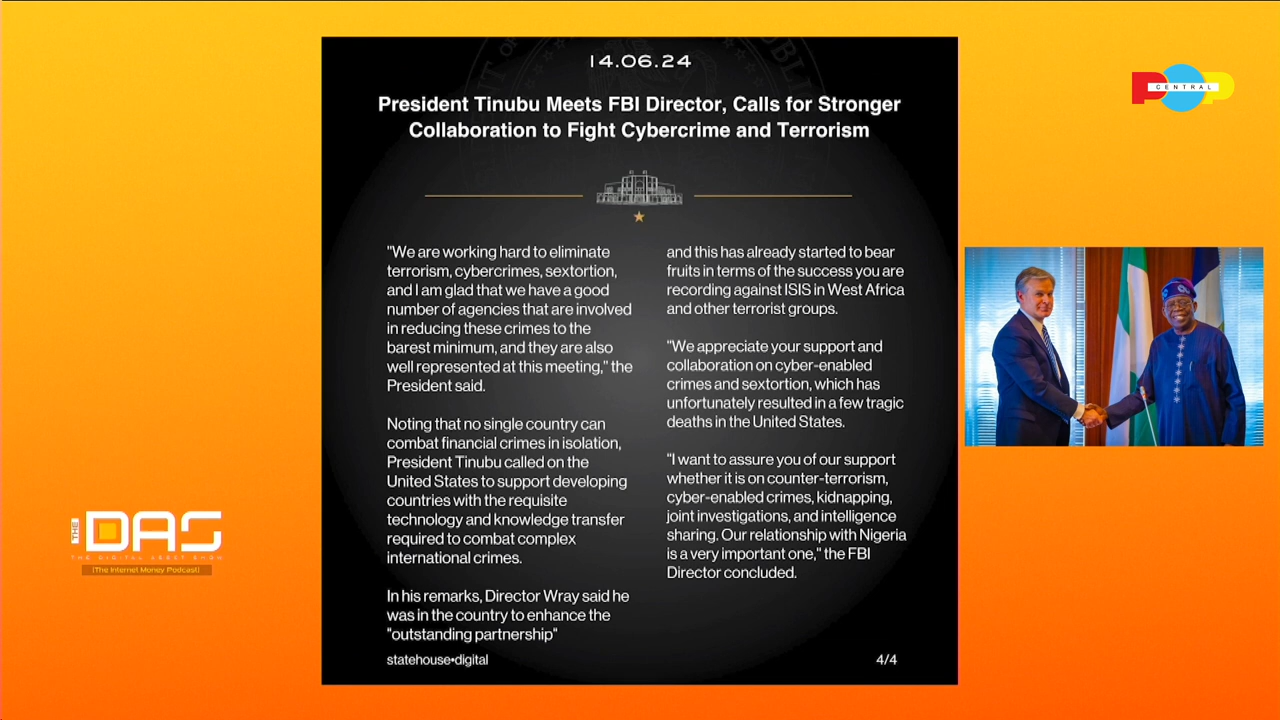 14.06.24
President Tinubu Meets FBI Director, Calls for Stronger
Collaboration to Fight Cybercrime and Terrorism
"We are working hard to eliminate
terrorism, cybercrimes, sextortion,
and I am glad that we have a good
number of agencies that are involved
in reducing these crimes to the
barest minimum, and they are also
well represented at this meeting," the
President said.
Noting that no single country can
combat financial crimes in isolation,
President Tinubu called on the
United States to support developing
countries with the requisite
technology and knowledge transfer
required to combat complex
international crimes.
In his remarks, Director Wray said he
was in the country to enhance the
"outstanding partnership"
and this has already started to bear
fruits in terms of the success you are
recording against ISIS in West Africa
and other terrorist groups.
"We appreciate your support and
collaboration on cyber-enabled
crimes and sextortion, which has
unfortunately resulted in a few tragic
deaths in the United States.
"I want to assure you of our support
whether it is on counter-terrorism,
cyber-enabled crimes, kidnapping,
joint investigations, and intelligence
sharing. Our relationship with Nigeria
is a very important one," the FBI
Director concluded.
statehouse•digital
4/4
POP
CENTRAL
THE DAS
THE DIGITAL ASSET SHOW
(The Internet Money Podcast)